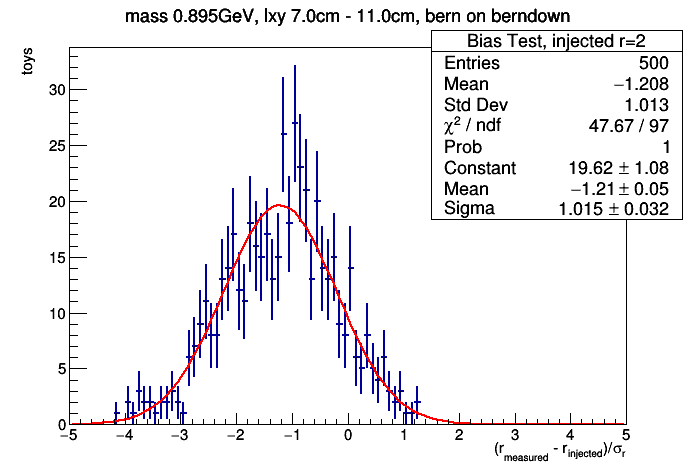 mass 0.895GeV, lxy 7.0cm - 11.0cm, bern on berndown
Bias Test, injected r=2
Entries 500
Mean −1.208
Std Dev 1.013
χ² / ndf 47.67 / 97
Prob 1
Constant 19.62 ± 1.08
Mean −1.21 ± 0.05
Sigma 1.015 ± 0.032
toys
30
25
20
15
10
5
0
−5 −4 −3 −2 −1 0 1 2 3 4 5
(r_measured - r_injected)/σ_r